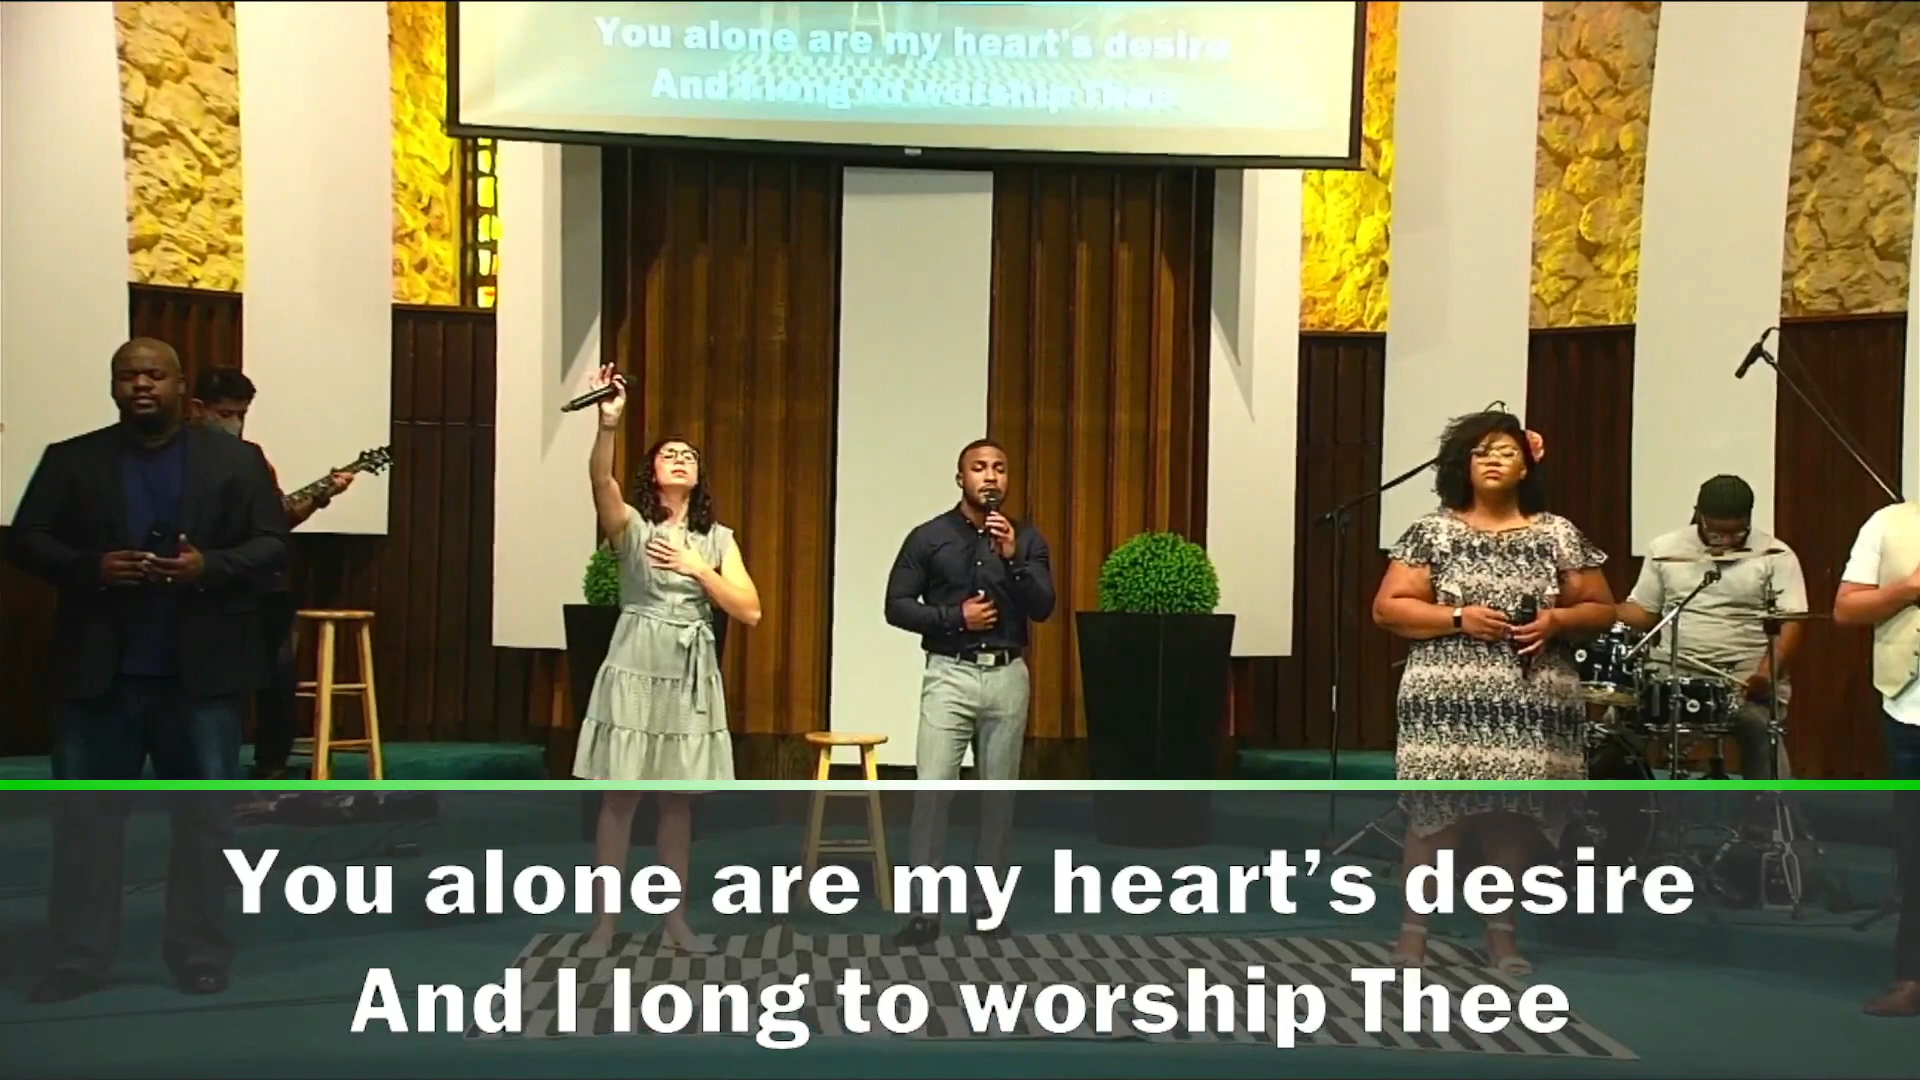 You alone are my heart's desire
And I long to worship Thee
You alone are my heart’s desire
And I long to worship Thee